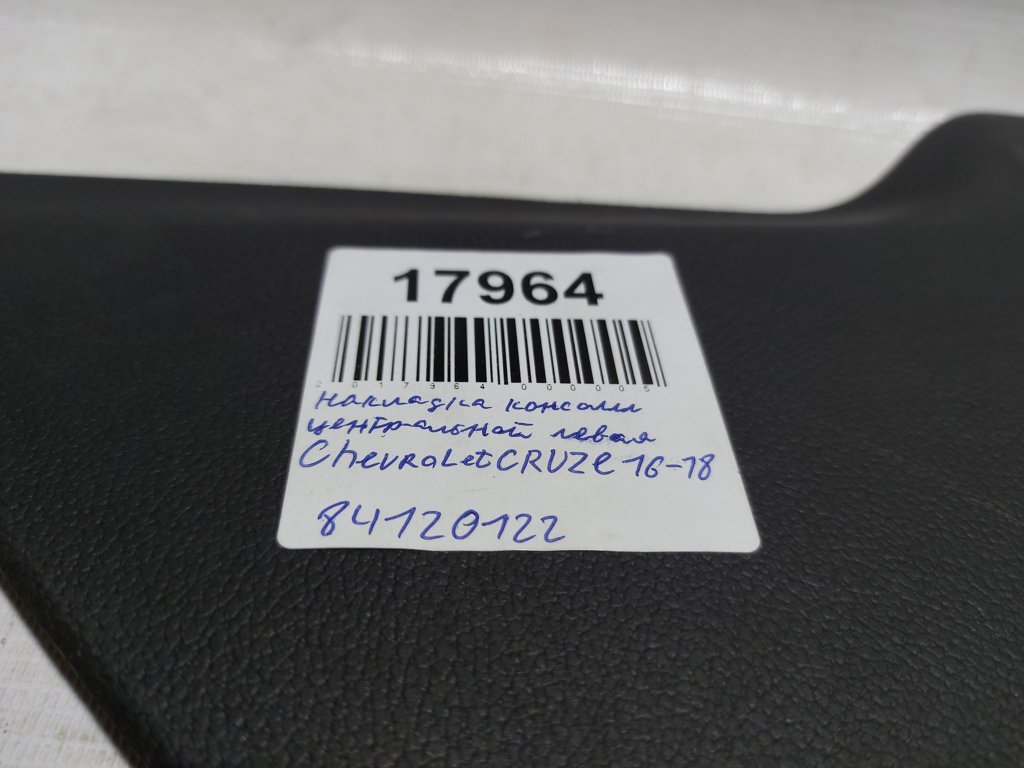 17964
2017964000005
накладка консоли
центральной левая
ChevroLet CRUZE 16-18
84120122